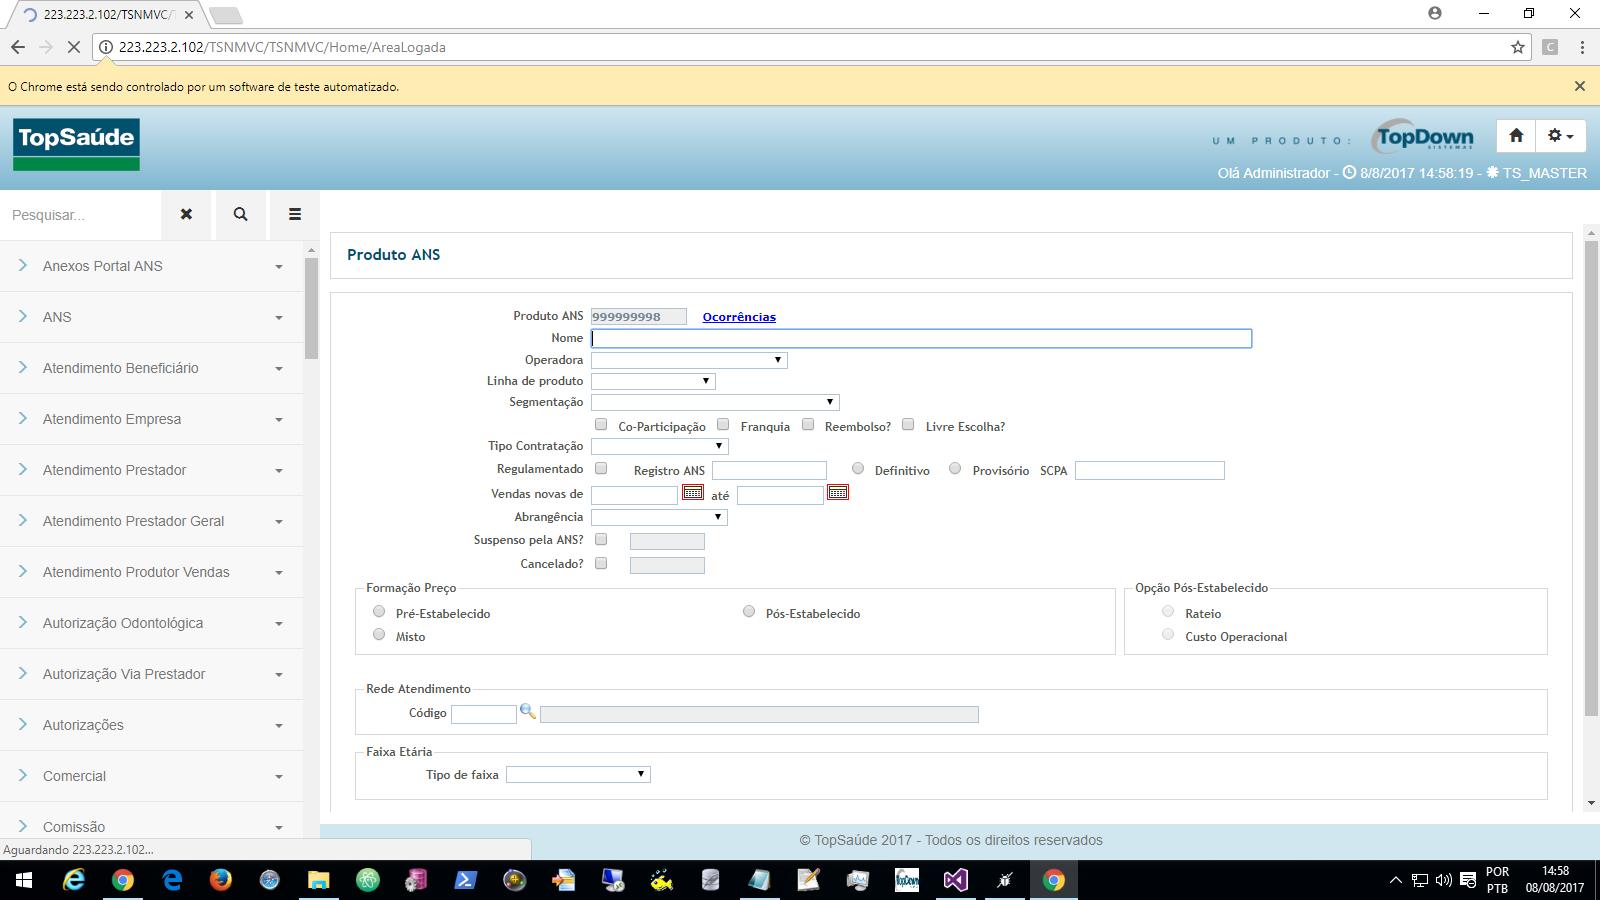 223.223.2.102/TSNMVC/T
223.223.2.102/TSNMVC/TSNMVC/Home/AreaLogada
C
O Chrome está sendo controlado por um software de teste automatizado.
TopSaúde
UM PRODUTO:
TopDown
SISTEMAS
Olá Administrador - 8/8/2017 14:58:19 - TS_MASTER
Pesquisar...
Anexos Portal ANS
ANS
Atendimento Beneficiário
Atendimento Empresa
Atendimento Prestador
Atendimento Prestador Geral
Atendimento Produtor Vendas
Autorização Odontológica
Autorização Via Prestador
Autorizações
Comercial
Comissão
Produto ANS
Produto ANS 999999998 Ocorrências
Nome
Operadora
Linha de produto
Segmentação
Co-Participação Franquia Reembolso? Livre Escolha?
Tipo Contratação
Regulamentado Registro ANS Definitivo Provisório SCPA
Vendas novas de até
Abrangência
Suspenso pela ANS?
Cancelado?
Formação Preço
Pré-Estabelecido Pós-Estabelecido
Misto
Opção Pós-Estabelecido
Rateio
Custo Operacional
Rede Atendimento
Código
Faixa Etária
Tipo de faixa
© TopSaúde 2017 - Todos os direitos reservados
Aguardando 223.223.2.102...
TopDown
POR
PTB
14:58
08/08/2017